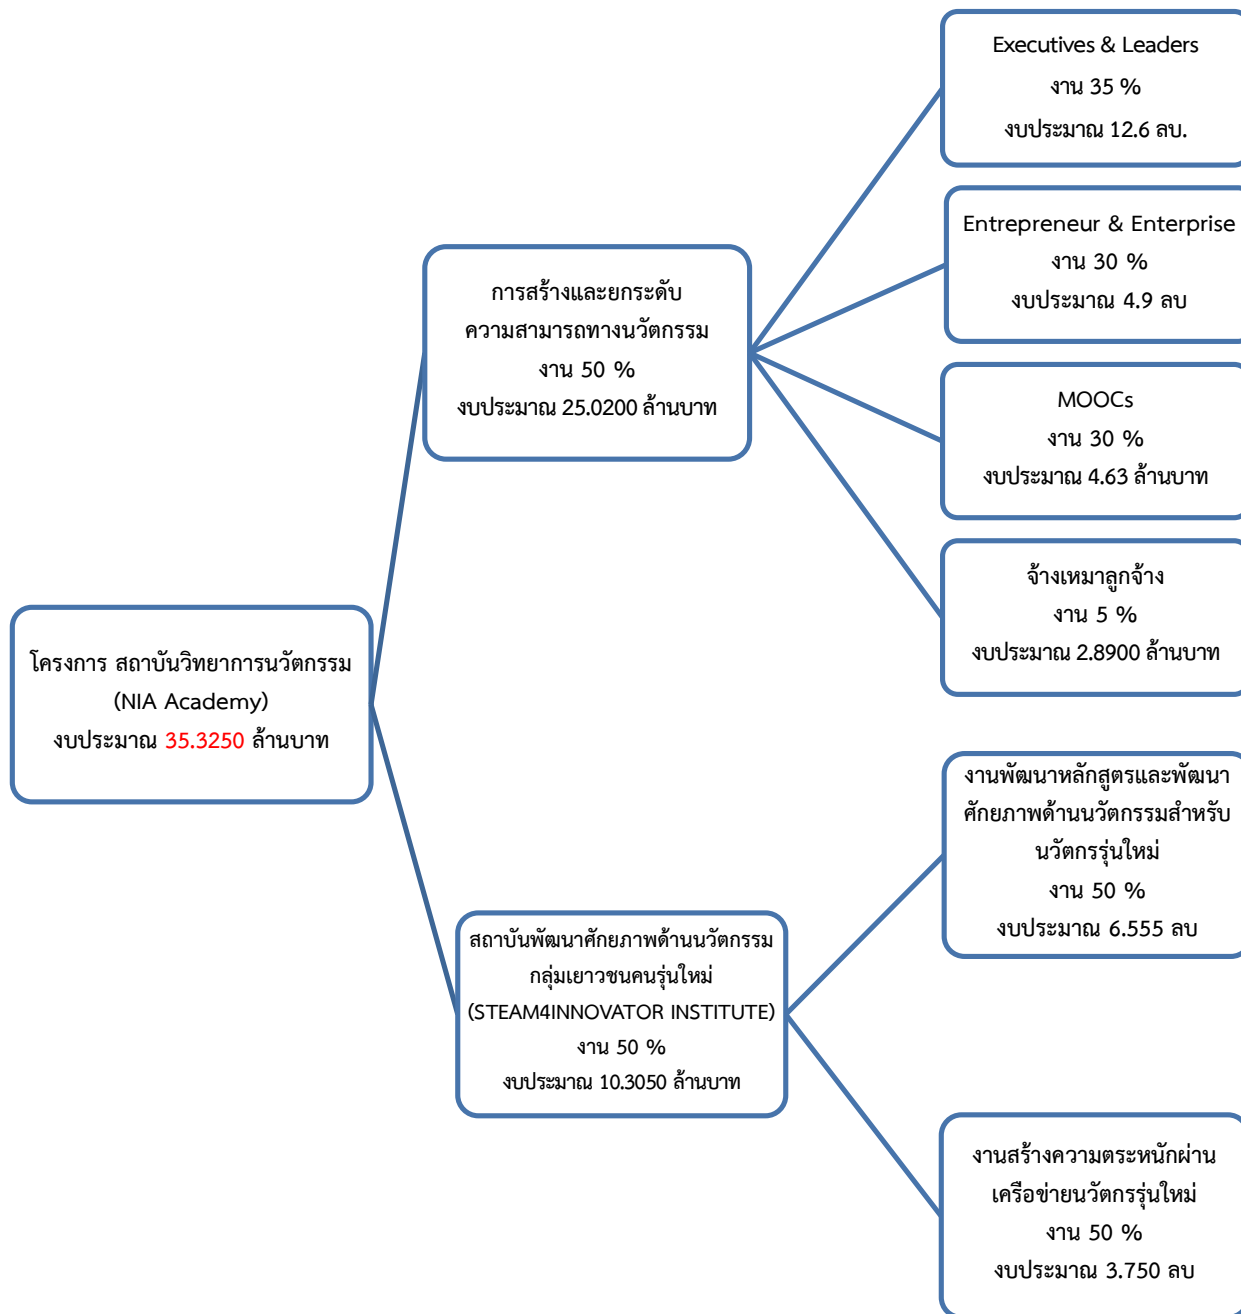 โครงการ สถาบันวิทยาการนวัตกรรม
(NIA Academy)
งบประมาณ 35.3250 ล้านบาท
การสร้างและยกระดับ
ความสามารถทางนวัตกรรม
งาน 50 %
งบประมาณ 25.0200 ล้านบาท
Executives & Leaders
งาน 35 %
งบประมาณ 12.6 ลบ.
Entrepreneur & Enterprise
งาน 30 %
งบประมาณ 4.9 ลบ
MOOCs
งาน 30 %
งบประมาณ 4.63 ล้านบาท
จ้างเหมาลูกจ้าง
งาน 5 %
งบประมาณ 2.8900 ล้านบาท
สถาบันพัฒนาศักยภาพด้านนวัตกรรม
กลุ่มเยาวชนคนรุ่นใหม่
(STEAM4INNOVATOR INSTITUTE)
งาน 50 %
งบประมาณ 10.3050 ล้านบาท
งานพัฒนาหลักสูตรและพัฒนา
ศักยภาพด้านนวัตกรรมสำหรับ
นวัตกรรุ่นใหม่
งาน 50 %
งบประมาณ 6.555 ลบ
งานสร้างความตระหนักผ่าน
เครือข่ายนวัตกรรุ่นใหม่
งาน 50 %
งบประมาณ 3.750 ลบ